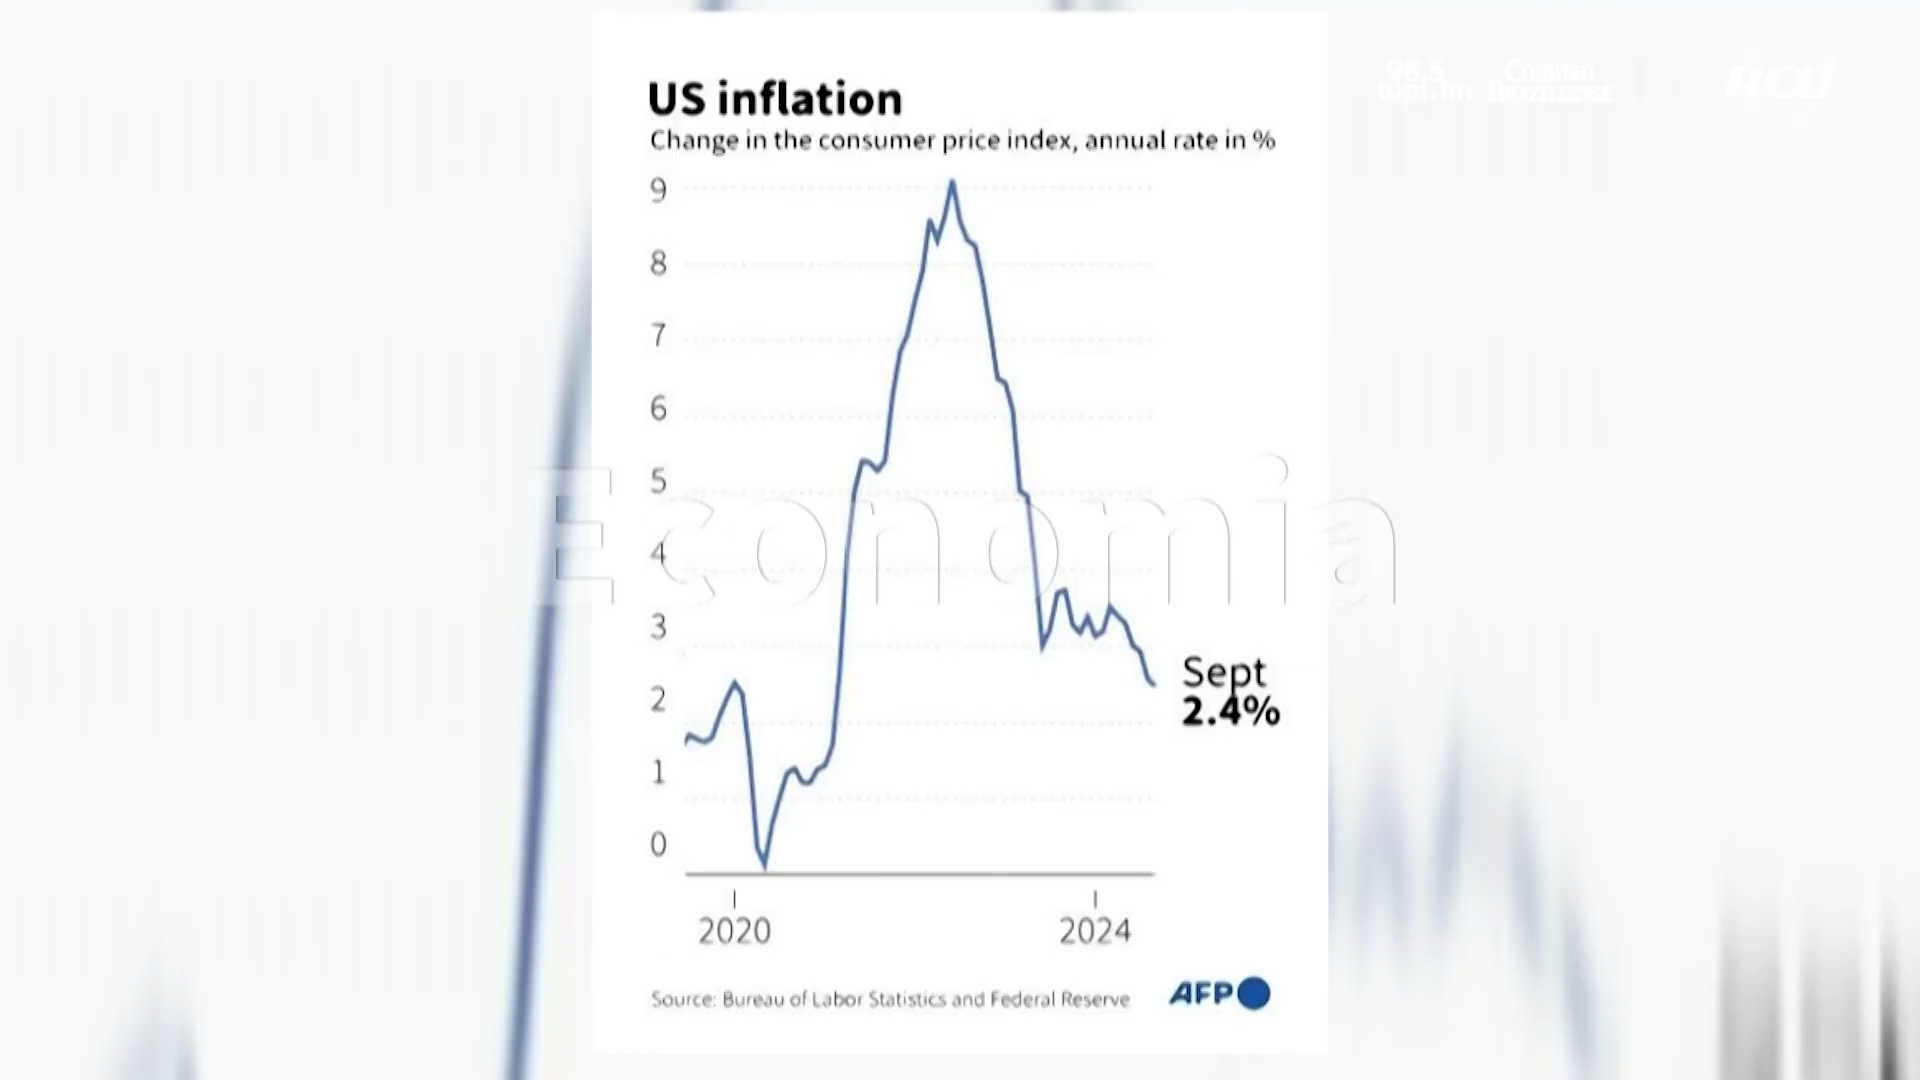 US inflation
Change in the consumer price index, annual rate in %
9
8
7
6
5
4
3
2
1
0
Economia
Sept
2.4%
2020 2024
Source: Bureau of Labor Statistics and Federal Reserve
AFP